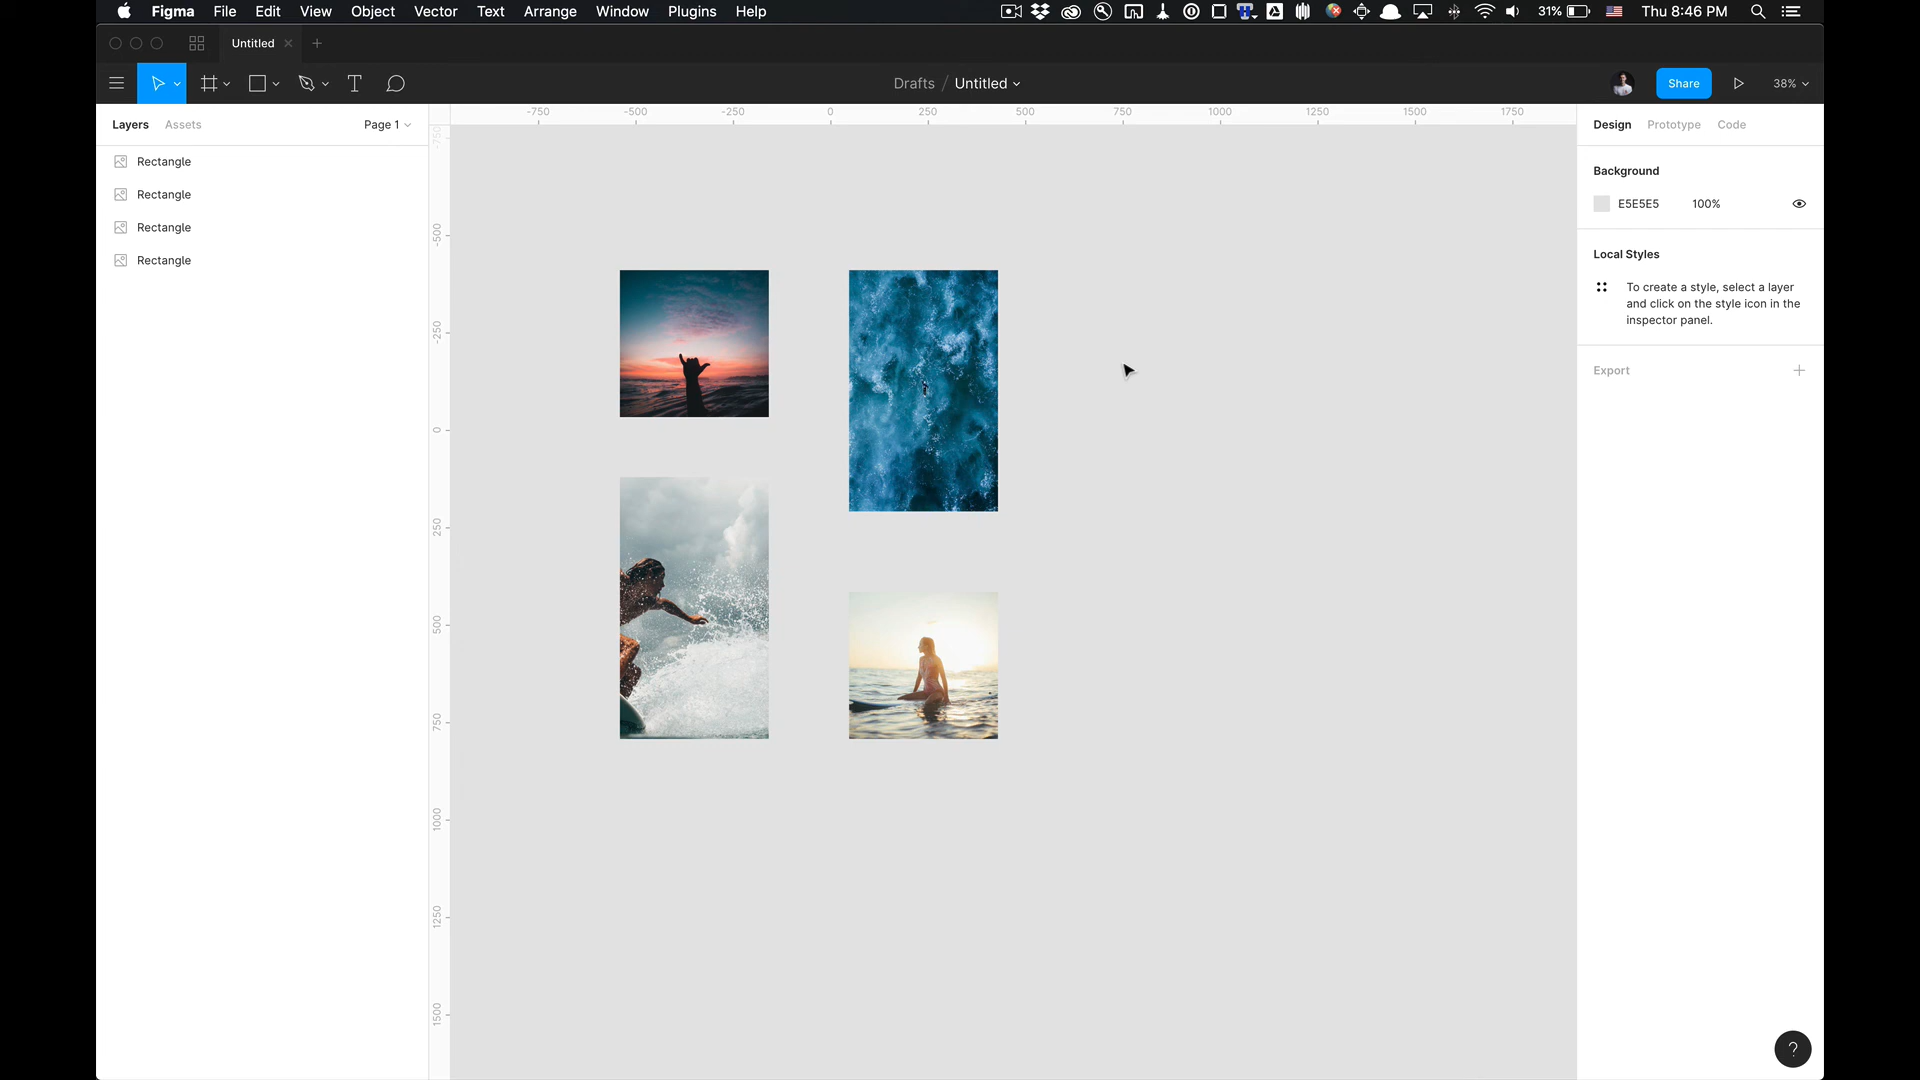 Figma File Edit View Object Vector Text Arrange Window Plugins Help 31% Thu 8:46 PM
Untitled
Drafts / Untitled Share 38%
Layers Assets Page 1
-750 -500 -250 0 250 500 750 1000 1250 1500 1750
Design Prototype Code
Rectangle
Rectangle
Rectangle
Rectangle
-750
-500
-250
0
250
500
750
1000
1250
1500
Background
E5E5E5 100%
Local Styles
To create a style, select a layer
and click on the style icon in the
inspector panel.
Export
?